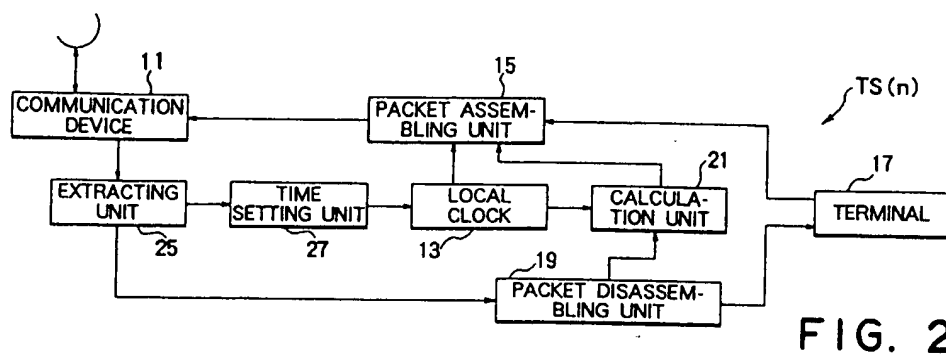 11
COMMUNICATION
DEVICE
15
PACKET ASSEM-
BLING UNIT
TS(n)
21
17
EXTRACTING
UNIT
25
TIME
SETTING UNIT
27
LOCAL
CLOCK
13
CALCULA-
TION UNIT
TERMINAL
19
PACKET DISASSEM-
BLING UNIT
FIG. 2